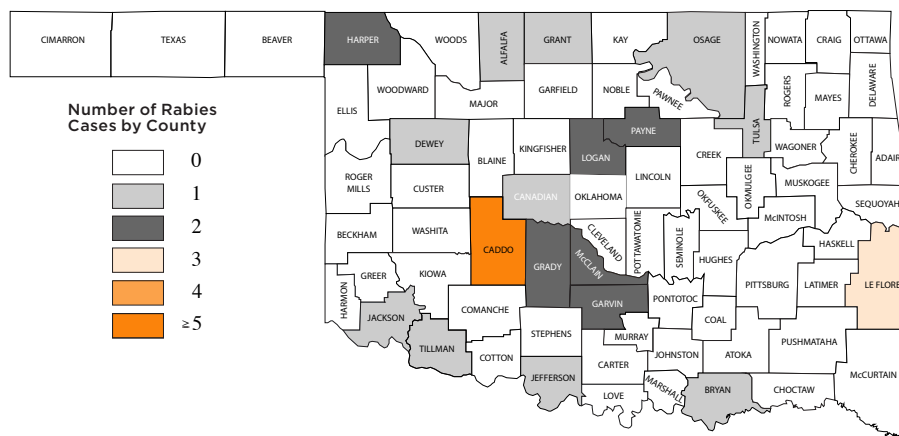 CIMARRON
TEXAS
BEAVER
HARPER
WOODS
ALFALFA
GRANT
KAY
OSAGE
WASHINGTON
NOWATA
CRAIG
OTTAWA
ELLIS
WOODWARD
MAJOR
GARFIELD
NOBLE
PAWNEE
ROGERS
MAYES
DELAWARE
Number of Rabies
Cases by County
0
1
2
3
4
≥5
DEWEY
BLAINE
KINGFISHER
LOGAN
PAYNE
CREEK
TULSA
WAGONER
CHEROKEE
ADAIR
ROGER
MILLS
CUSTER
CANADIAN
OKLAHOMA
LINCOLN
OKFUSKEE
OKMULGEE
MUSKOGEE
SEQUOYAH
BECKHAM
WASHITA
CADDO
GRADY
McCLAIN
CLEVELAND
POTTAWATOMIE
SEMINOLE
HUGHES
McINTOSH
HASKELL
HARMON
GREER
KIOWA
COMANCHE
GARVIN
PONTOTOC
PITTSBURG
LATIMER
LE FLORE
JACKSON
TILLMAN
COTTON
STEPHENS
MURRAY
COAL
PUSHMATAHA
JEFFERSON
CARTER
JOHNSTON
ATOKA
McCURTAIN
LOVE
MARSHALL
BRYAN
CHOCTAW